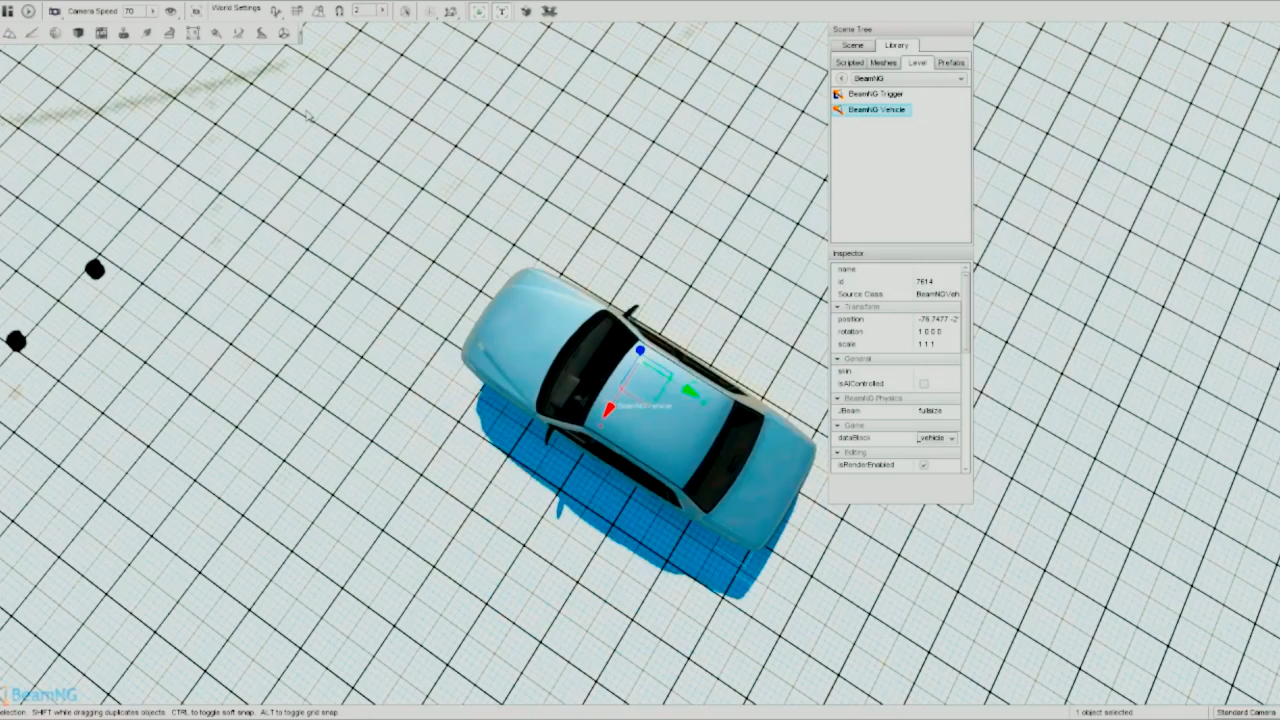 Camera Speed 70
World Settings
2
Scene Tree
Scene Library
Scripted Meshes Level Prefabs
BeamNG
BeamNG Trigger
BeamNG Vehicle
Inspector
name
id 7614
Source Class BeamNGVeh
Transform
position -76.7477 -2
rotation 1 0 0 0
scale 1 1 1
General
skin
isAIControlled
BeamNG Physics
JBeam fullsize
Game
dataBlock _vehicle
Editing
isRenderEnabled
BeamNGVehicle
BeamNG
election. SHIFT while dragging duplicates objects. CTRL to toggle soft snap. ALT to toggle grid snap.
1 object selected
Standard Camera